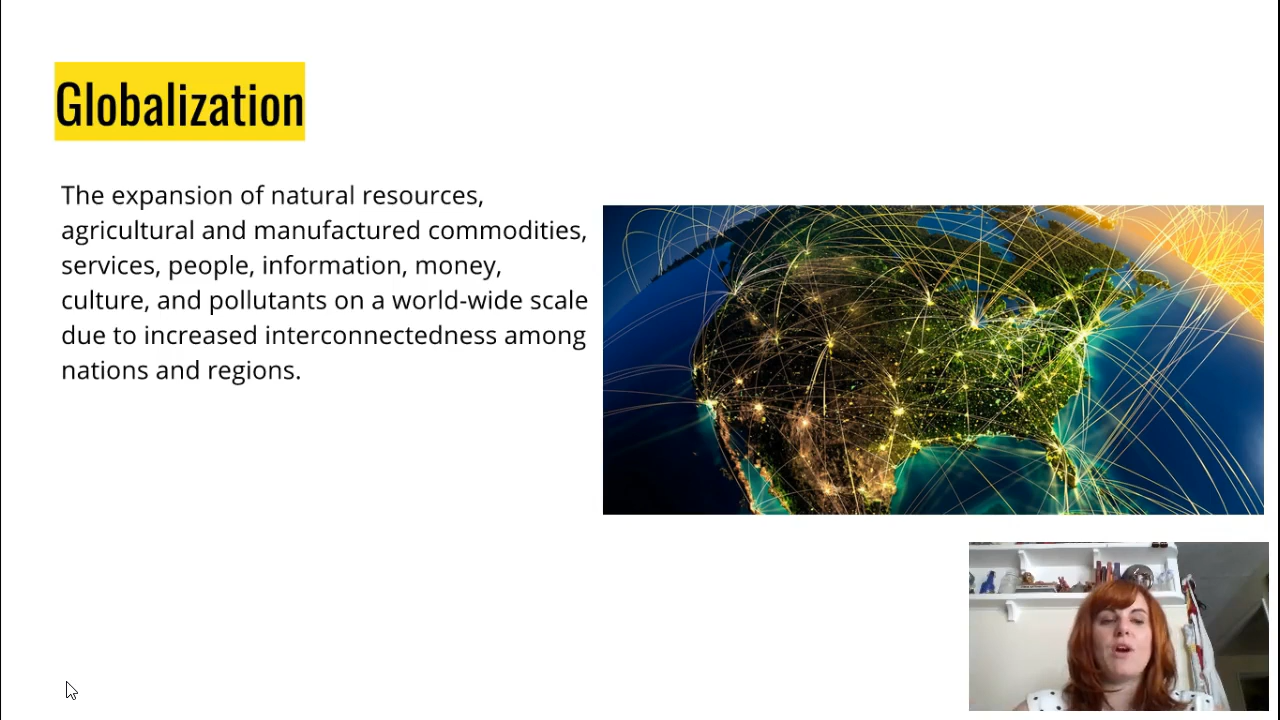 Globalization
The expansion of natural resources,
agricultural and manufactured commodities,
services, people, information, money,
culture, and pollutants on a world-wide scale
due to increased interconnectedness among
nations and regions.